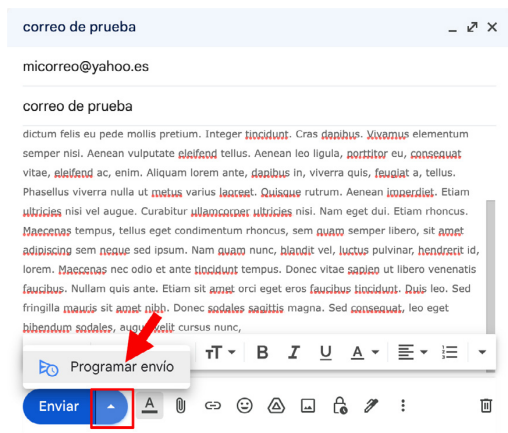 correo de prueba
micorreo@yahoo.es
correo de prueba
dictum felis eu pede mollis pretium. Integer tincidunt. Cras dapibus. Vivamus elementum
semper nisi. Aenean vulputate eleifend tellus. Aenean leo ligula, porttitor eu, consequat
vitae, eleifend ac, enim. Aliquam lorem ante, dapibus in, viverra quis, feugiat a, tellus.
Phasellus viverra nulla ut metus varius laoreet. Quisque rutrum. Aenean imperdiet. Etiam
ultricies nisi vel augue. Curabitur ullamcorper ultricies nisi. Nam eget dui. Etiam rhoncus.
Maecenas tempus, tellus eget condimentum rhoncus, sem quam semper libero, sit amet
adipiscing sem neque sed ipsum. Nam quam nunc, blandit vel, luctus pulvinar, hendrerit id,
lorem. Maecenas nec odio et ante tincidunt tempus. Donec vitae sapien ut libero venenatis
faucibus. Nullam quis ante. Etiam sit amet orci eget eros faucibus tincidunt. Duis leo. Sed
fringilla mauris sit amet nibh. Donec sodales sagittis magna. Sed consequat, leo eget
bibendum sodales, augue velit cursus nunc,
Programar envío
Enviar